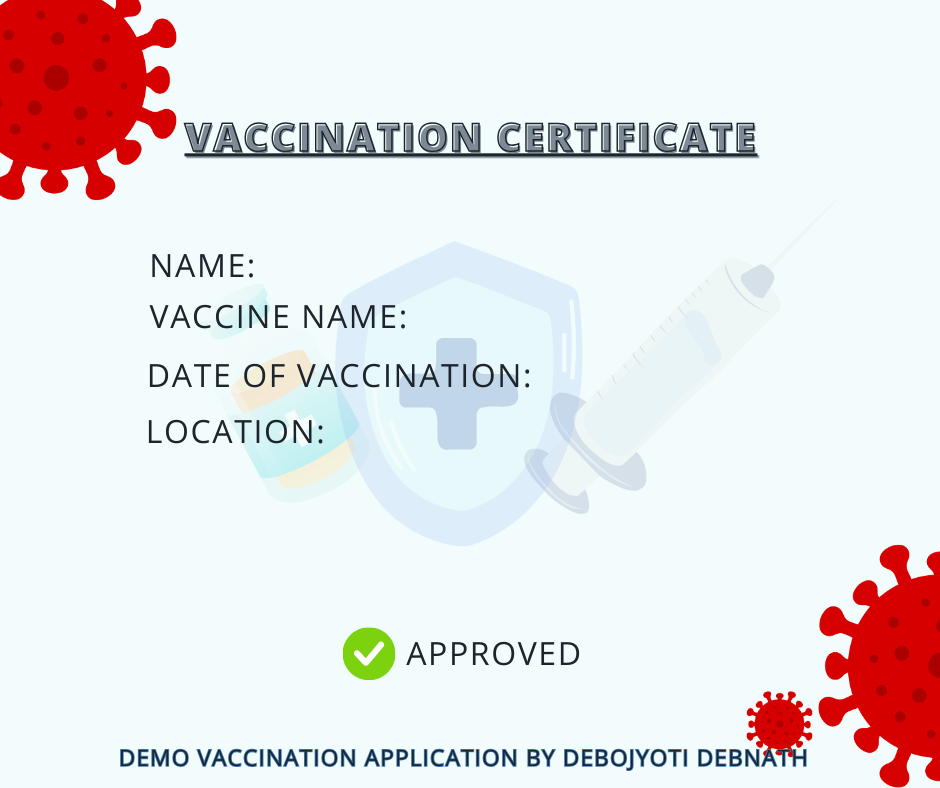 VACCINATION CERTIFICATE
NAME:
VACCINE NAME:
DATE OF VACCINATION:
LOCATION:
APPROVED
DEMO VACCINATION APPLICATION BY DEBOJYOTI DEBNATH